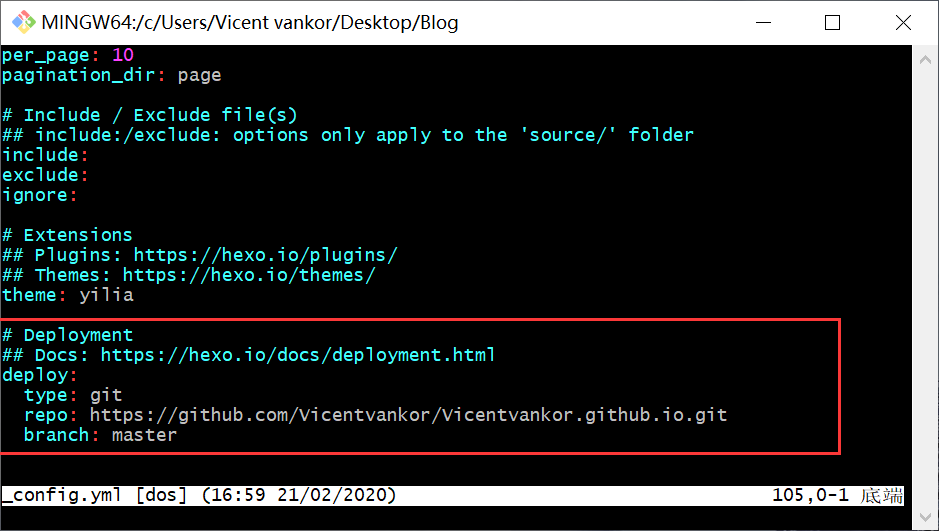 MINGW64:/c/Users/Vicent vankor/Desktop/Blog
per_page: 10
pagination_dir: page
# Include / Exclude file(s)
## include:/exclude: options only apply to the 'source/' folder
include:
exclude:
ignore:
# Extensions
## Plugins: https://hexo.io/plugins/
## Themes: https://hexo.io/themes/
theme: yilia
# Deployment
## Docs: https://hexo.io/docs/deployment.html
deploy:
  type: git
  repo: https://github.com/Vicentvankor/Vicentvankor.github.io.git
  branch: master
_config.yml [dos] (16:59 21/02/2020) 105,0-1 底端